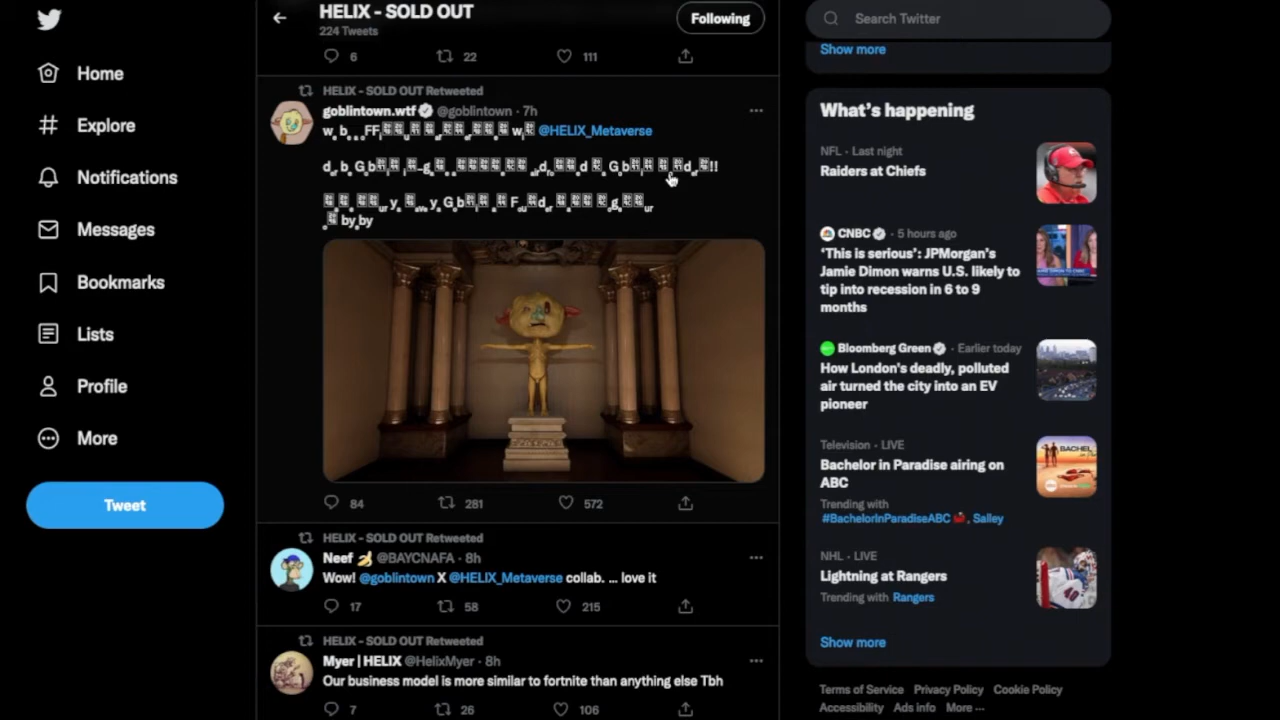 HELIX - SOLD OUT
224 Tweets
Following
Search Twitter
Home
Explore
Notifications
Messages
Bookmarks
Lists
Profile
More
Tweet
6 22 111
HELIX - SOLD OUT Retweeted
goblintown.wtf @goblintown · 7h
@HELIX_Metaverse
84 281 572
HELIX - SOLD OUT Retweeted
Neef @BAYCNAFA · 8h
Wow! @goblintown X @HELIX_Metaverse collab. ... love it
17 58 215
HELIX - SOLD OUT Retweeted
Myer | HELIX @HelixMyer · 8h
Our business model is more similar to fortnite than anything else Tbh
7 26 106
Show more
What's happening
NFL · Last night
Raiders at Chiefs
CNBC · 5 hours ago
'This is serious': JPMorgan's
Jamie Dimon warns U.S. likely to
tip into recession in 6 to 9
months
Bloomberg Green · Earlier today
How London's deadly, polluted
air turned the city into an EV
pioneer
Television · LIVE
Bachelor in Paradise airing on
ABC
Trending with
#BachelorInParadiseABC , Salley
NHL · LIVE
Lightning at Rangers
Trending with Rangers
Show more
Terms of Service Privacy Policy Cookie Policy
Accessibility Ads info More ···